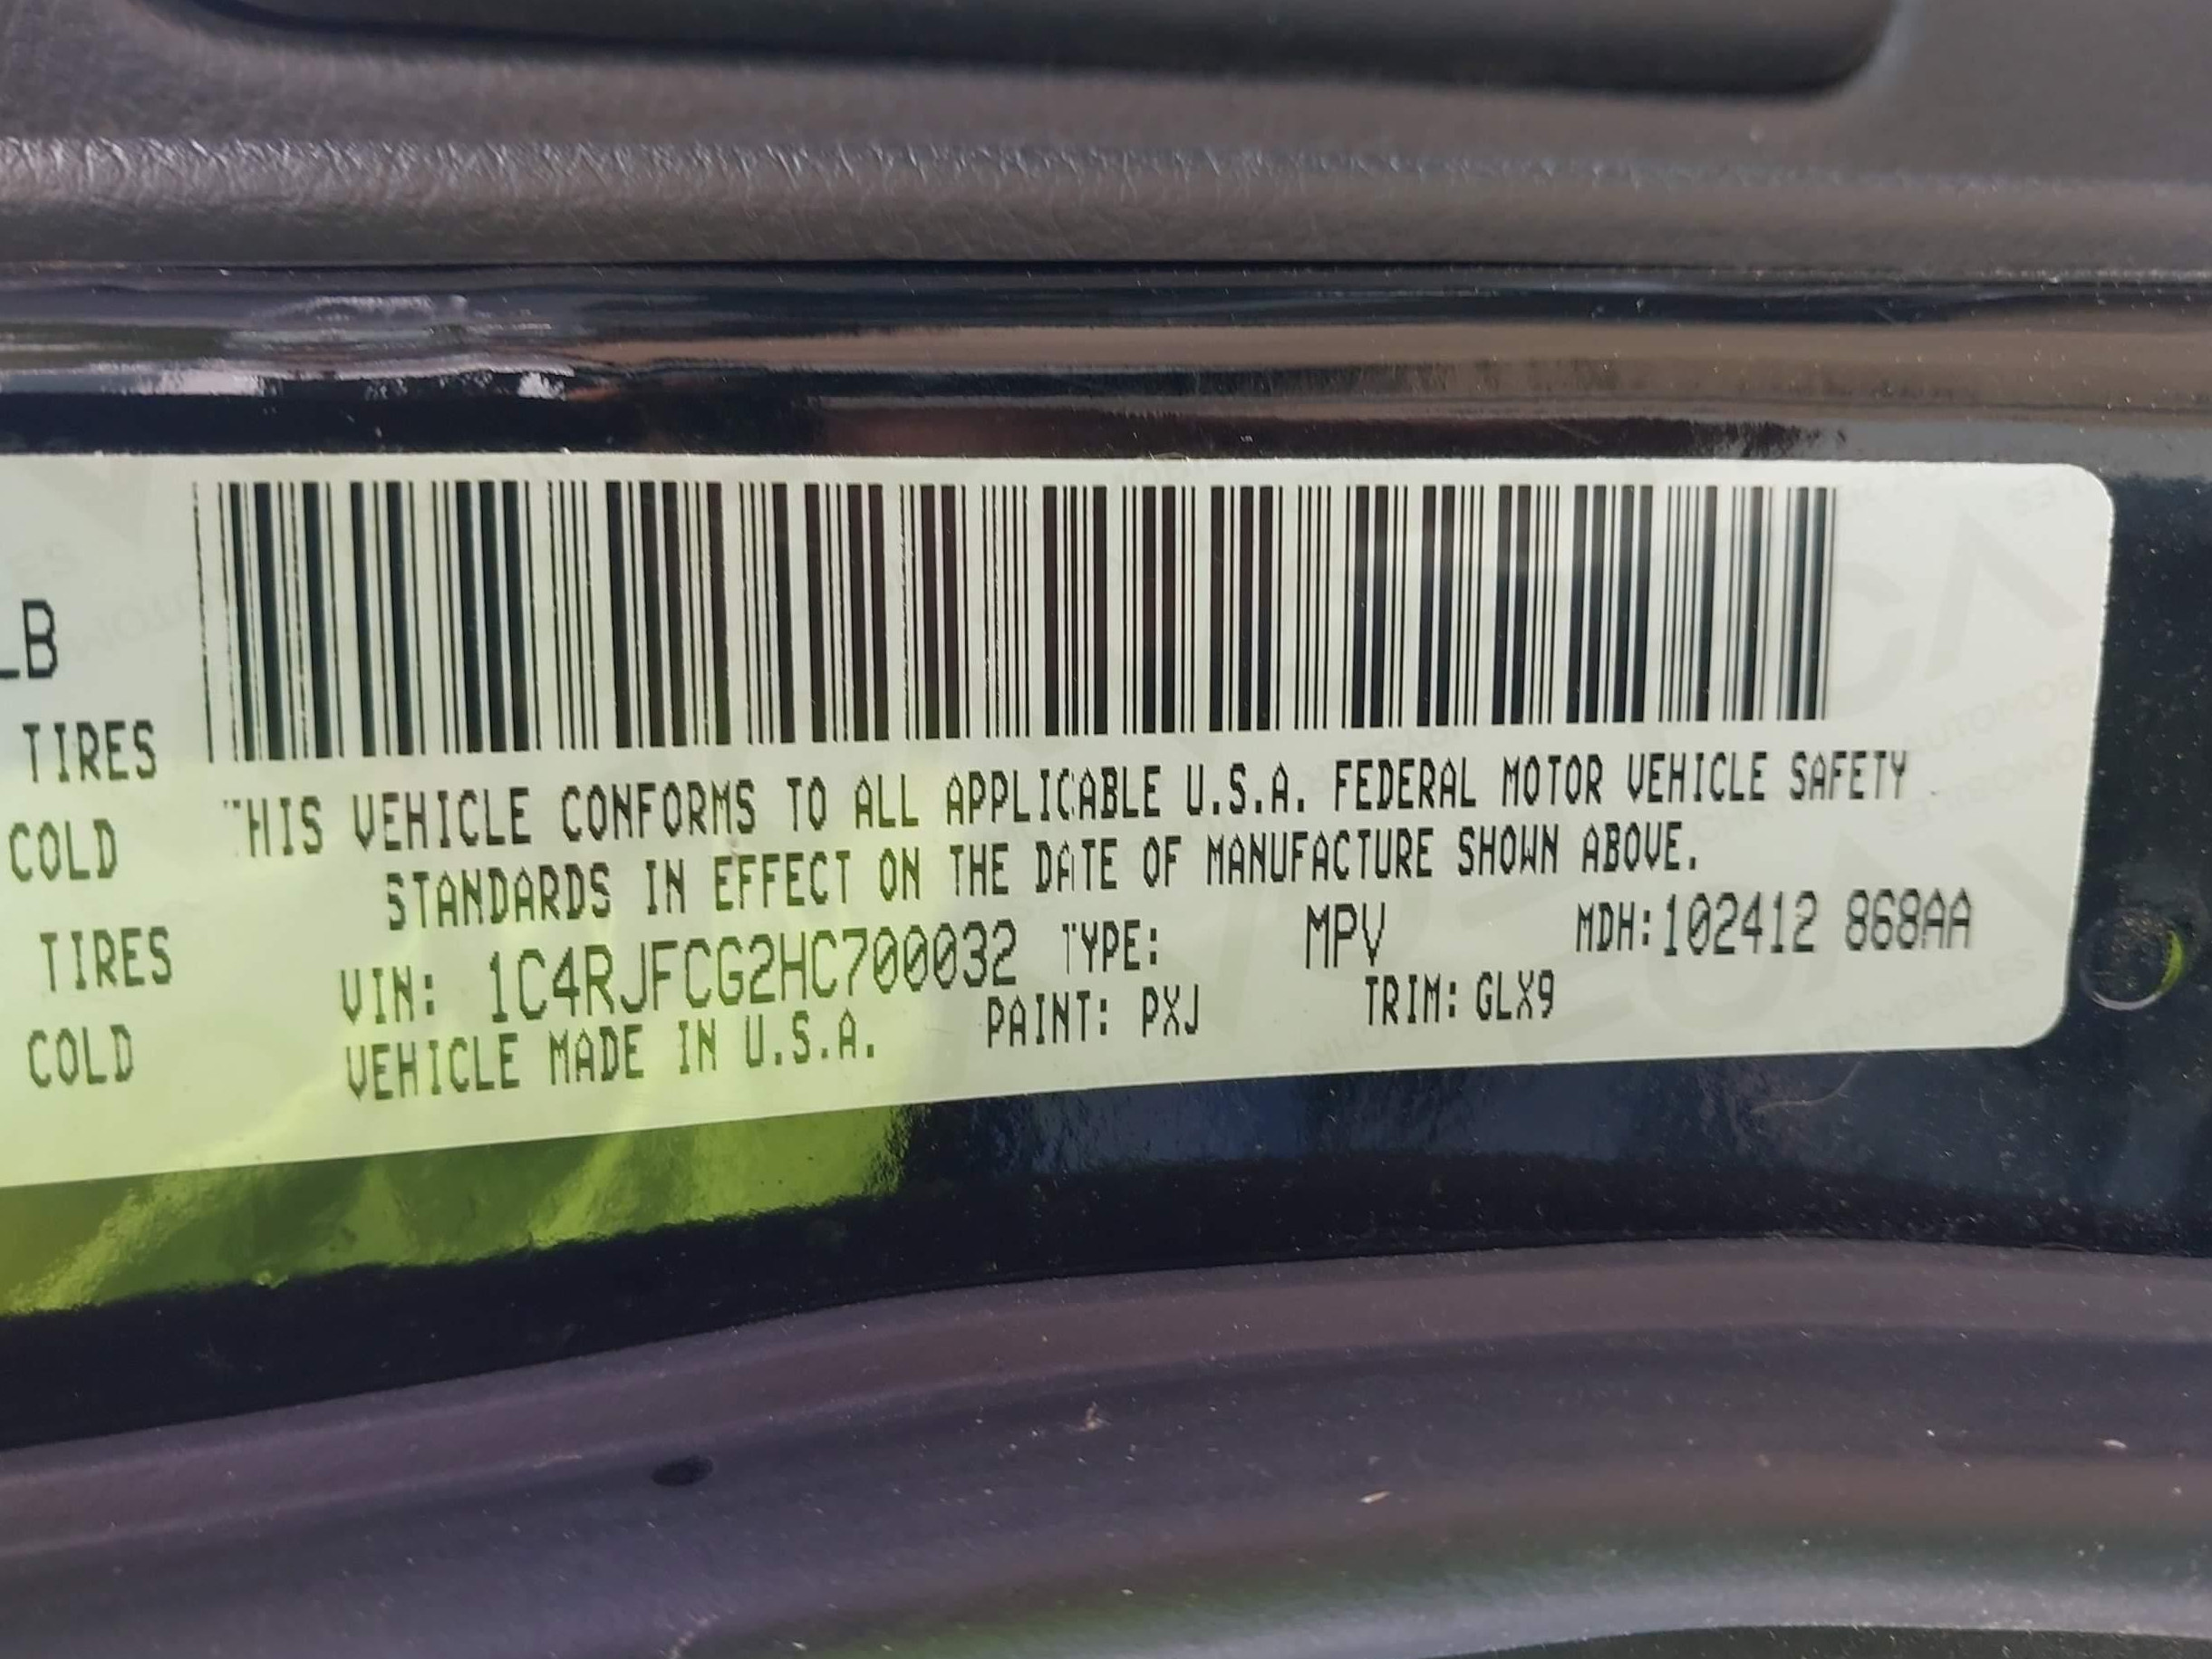 LB
TIRES
COLD
TIRES
COLD
THIS VEHICLE CONFORMS TO ALL APPLICABLE U.S.A. FEDERAL MOTOR VEHICLE SAFETY
STANDARDS IN EFFECT ON THE DATE OF MANUFACTURE SHOWN ABOVE.
VIN: 1C4RJFCG2HC700032 TYPE: MPV MDH:102412 868AA
VEHICLE MADE IN U.S.A. PAINT: PXJ TRIM: GLX9